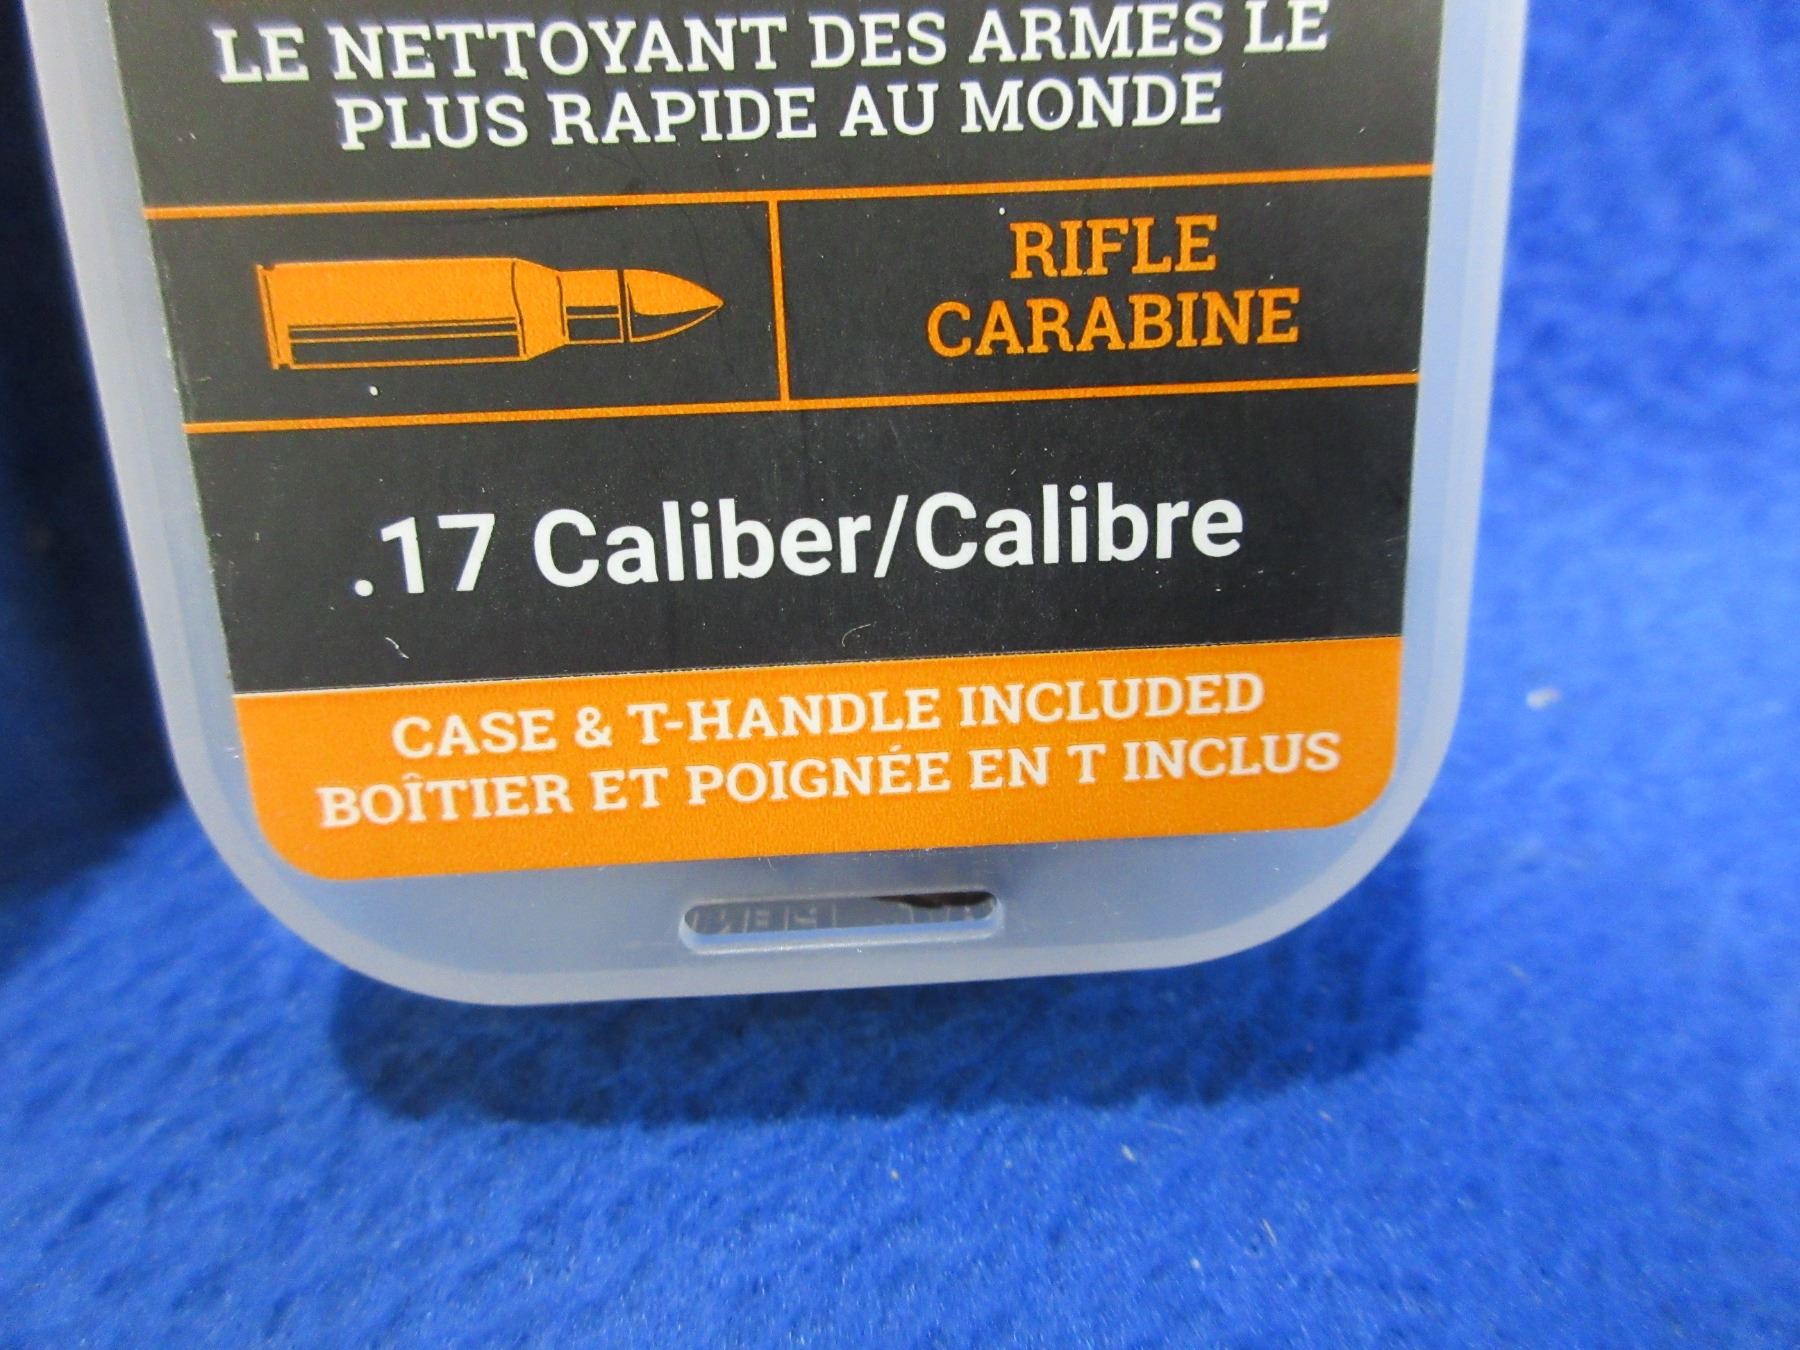 LE NETTOYANT DES ARMES LE
PLUS RAPIDE AU MONDE
RIFLE
CARABINE
.17 Caliber/Calibre
CASE & T-HANDLE INCLUDED
BOÎTIER ET POIGNÉE EN T INCLUS